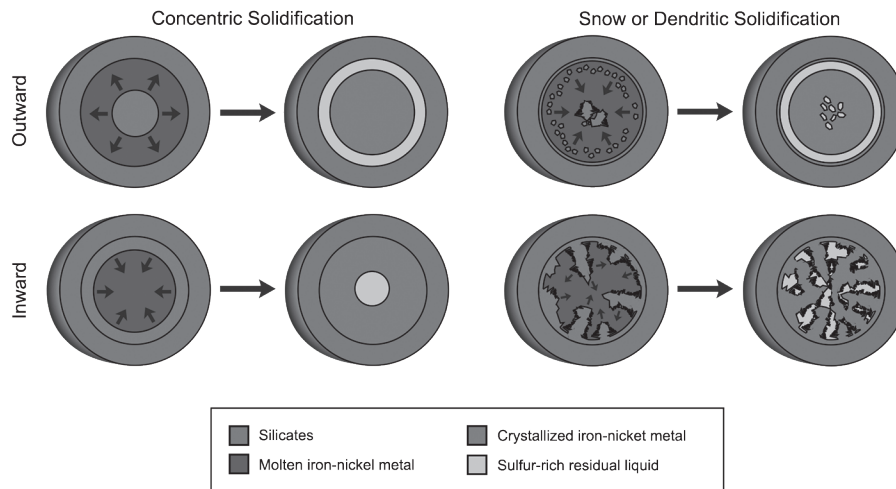 Concentric Solidification
Snow or Dendritic Solidification
Outward
Inward
Silicates
Crystallized iron-nicket metal
Molten iron-nickel metal
Sulfur-rich residual liquid